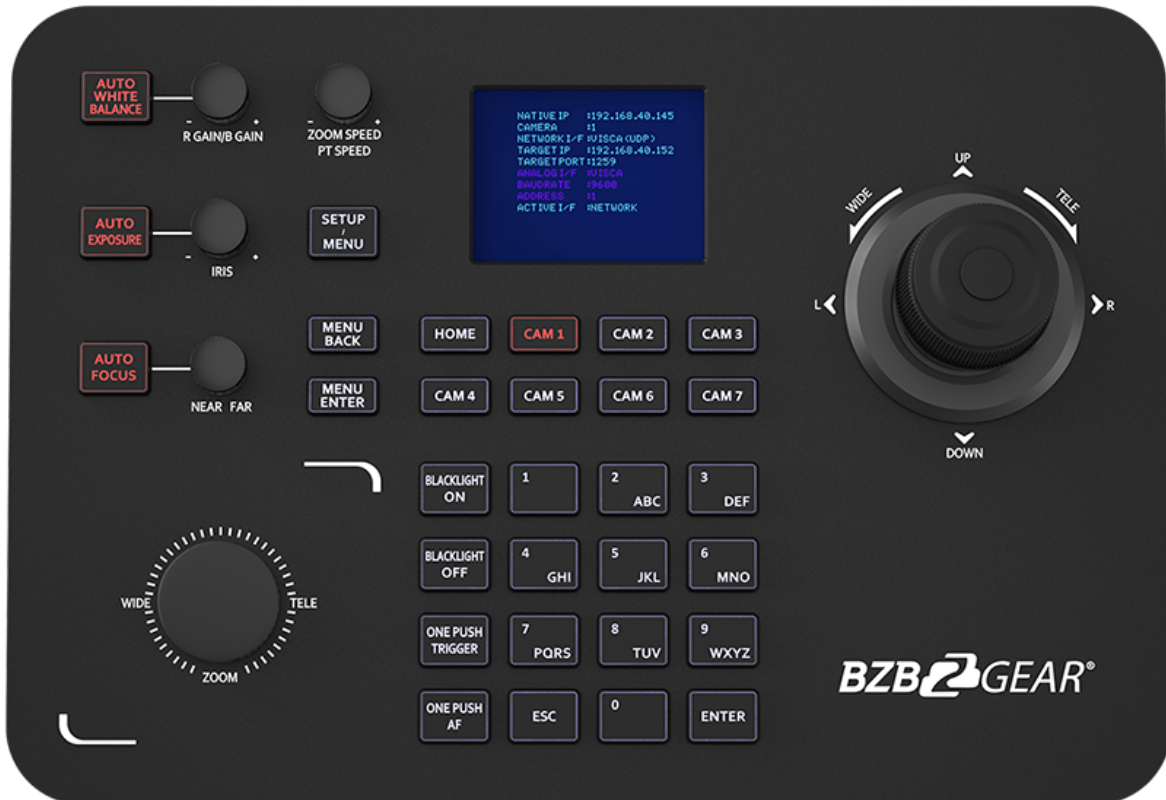 AUTO
WHITE
BALANCE
- +
R GAIN/B GAIN
- +
ZOOM SPEED
PT SPEED
NATIVE IP :192.168.40.145
CAMERA :1
NETWORK I/F :VISCA(UDP)
TARGET IP :192.168.40.152
TARGET PORT :1259
ANALOG I/F :VISCA
BAUDRATE :9600
ADDRESS :1
ACTIVE I/F :NETWORK
UP
WIDE
TELE
L
R
DOWN
AUTO
EXPOSURE
- +
IRIS
SETUP
/
MENU
AUTO
FOCUS
NEAR FAR
MENU
BACK
MENU
ENTER
HOME
CAM 1
CAM 2
CAM 3
CAM 4
CAM 5
CAM 6
CAM 7
BLACKLIGHT
ON
1
2
ABC
3
DEF
BLACKLIGHT
OFF
4
GHI
5
JKL
6
MNO
ONE PUSH
TRIGGER
7
PQRS
8
TUV
9
WXYZ
ONE PUSH
AF
ESC
0
ENTER
WIDE
TELE
ZOOM
BZB GEAR®